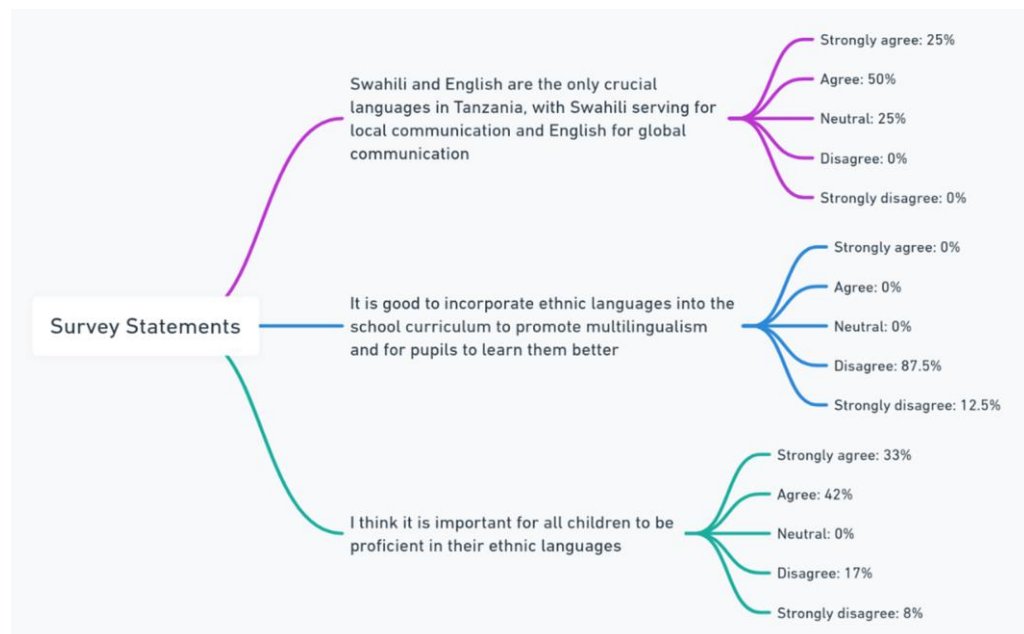 Survey Statements
Swahili and English are the only crucial
languages in Tanzania, with Swahili serving for
local communication and English for global
communication
Strongly agree: 25%
Agree: 50%
Neutral: 25%
Disagree: 0%
Strongly disagree: 0%
It is good to incorporate ethnic languages into the
school curriculum to promote multilingualism
and for pupils to learn them better
Strongly agree: 0%
Agree: 0%
Neutral: 0%
Disagree: 87.5%
Strongly disagree: 12.5%
I think it is important for all children to be
proficient in their ethnic languages
Strongly agree: 33%
Agree: 42%
Neutral: 0%
Disagree: 17%
Strongly disagree: 8%